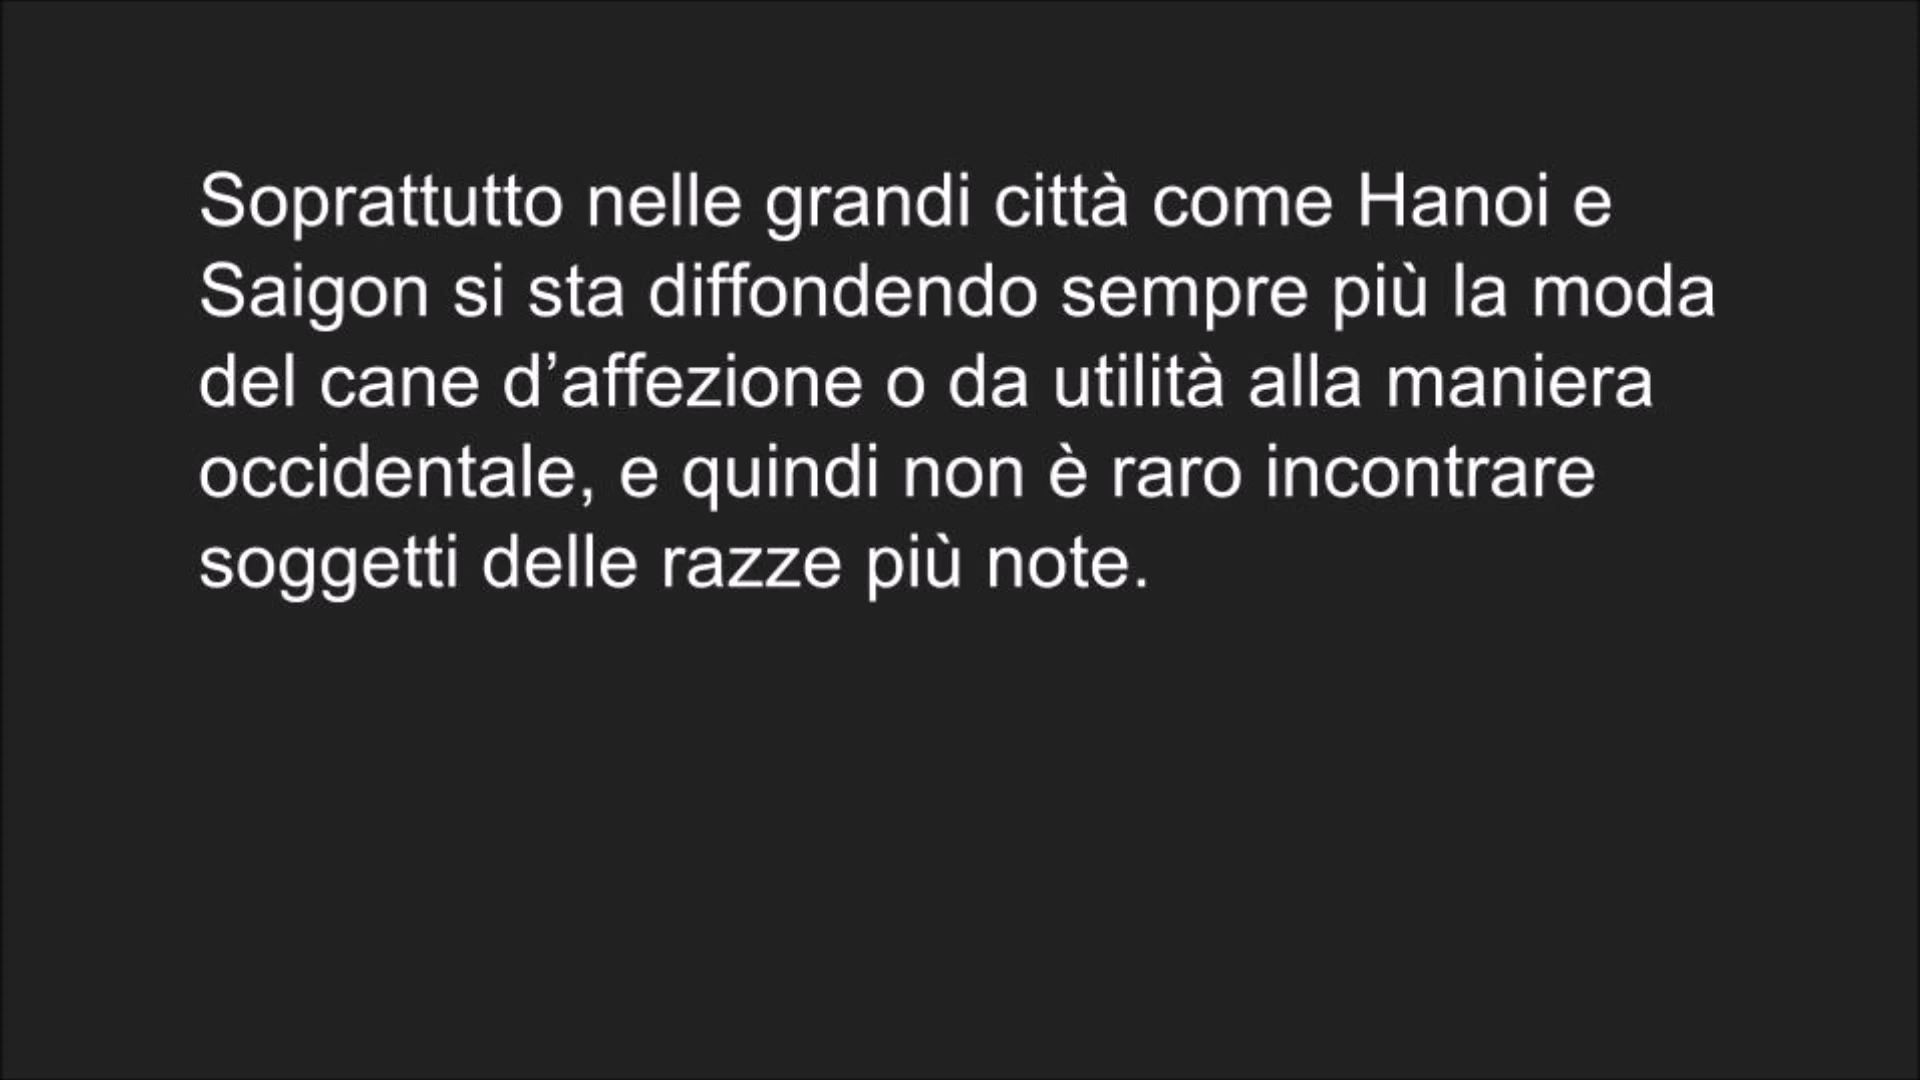 Soprattutto nelle grandi città come Hanoi e
Saigon si sta diffondendo sempre più la moda
del cane d’affezione o da utilità alla maniera
occidentale, e quindi non è raro incontrare
soggetti delle razze più note.